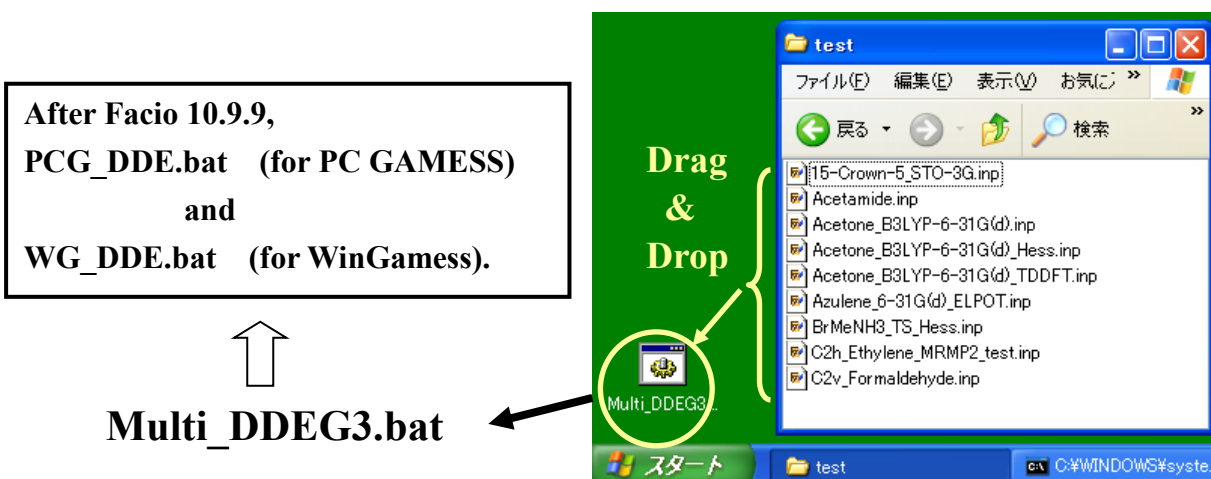 After Facio 10.9.9,
PCG_DDE.bat (for PC GAMESS)
and
WG_DDE.bat (for WinGamess).
Multi_DDEG3.bat
Drag
&
Drop
Multi_DDEG3...
test
ファイル(F) 編集(E) 表示(V) お気に »
戻る 検索 »
15-Crown-5_STO-3G.inp
Acetamide.inp
Acetone_B3LYP-6-31G(d).inp
Acetone_B3LYP-6-31G(d)_Hess.inp
Acetone_B3LYP-6-31G(d)_TDDFT.inp
Azulene_6-31G(d)_ELPOT.inp
BrMeNH3_TS_Hess.inp
C2h_Ethylene_MRMP2_test.inp
C2v_Formaldehyde.inp
スタート test C:¥WINDOWS¥syste